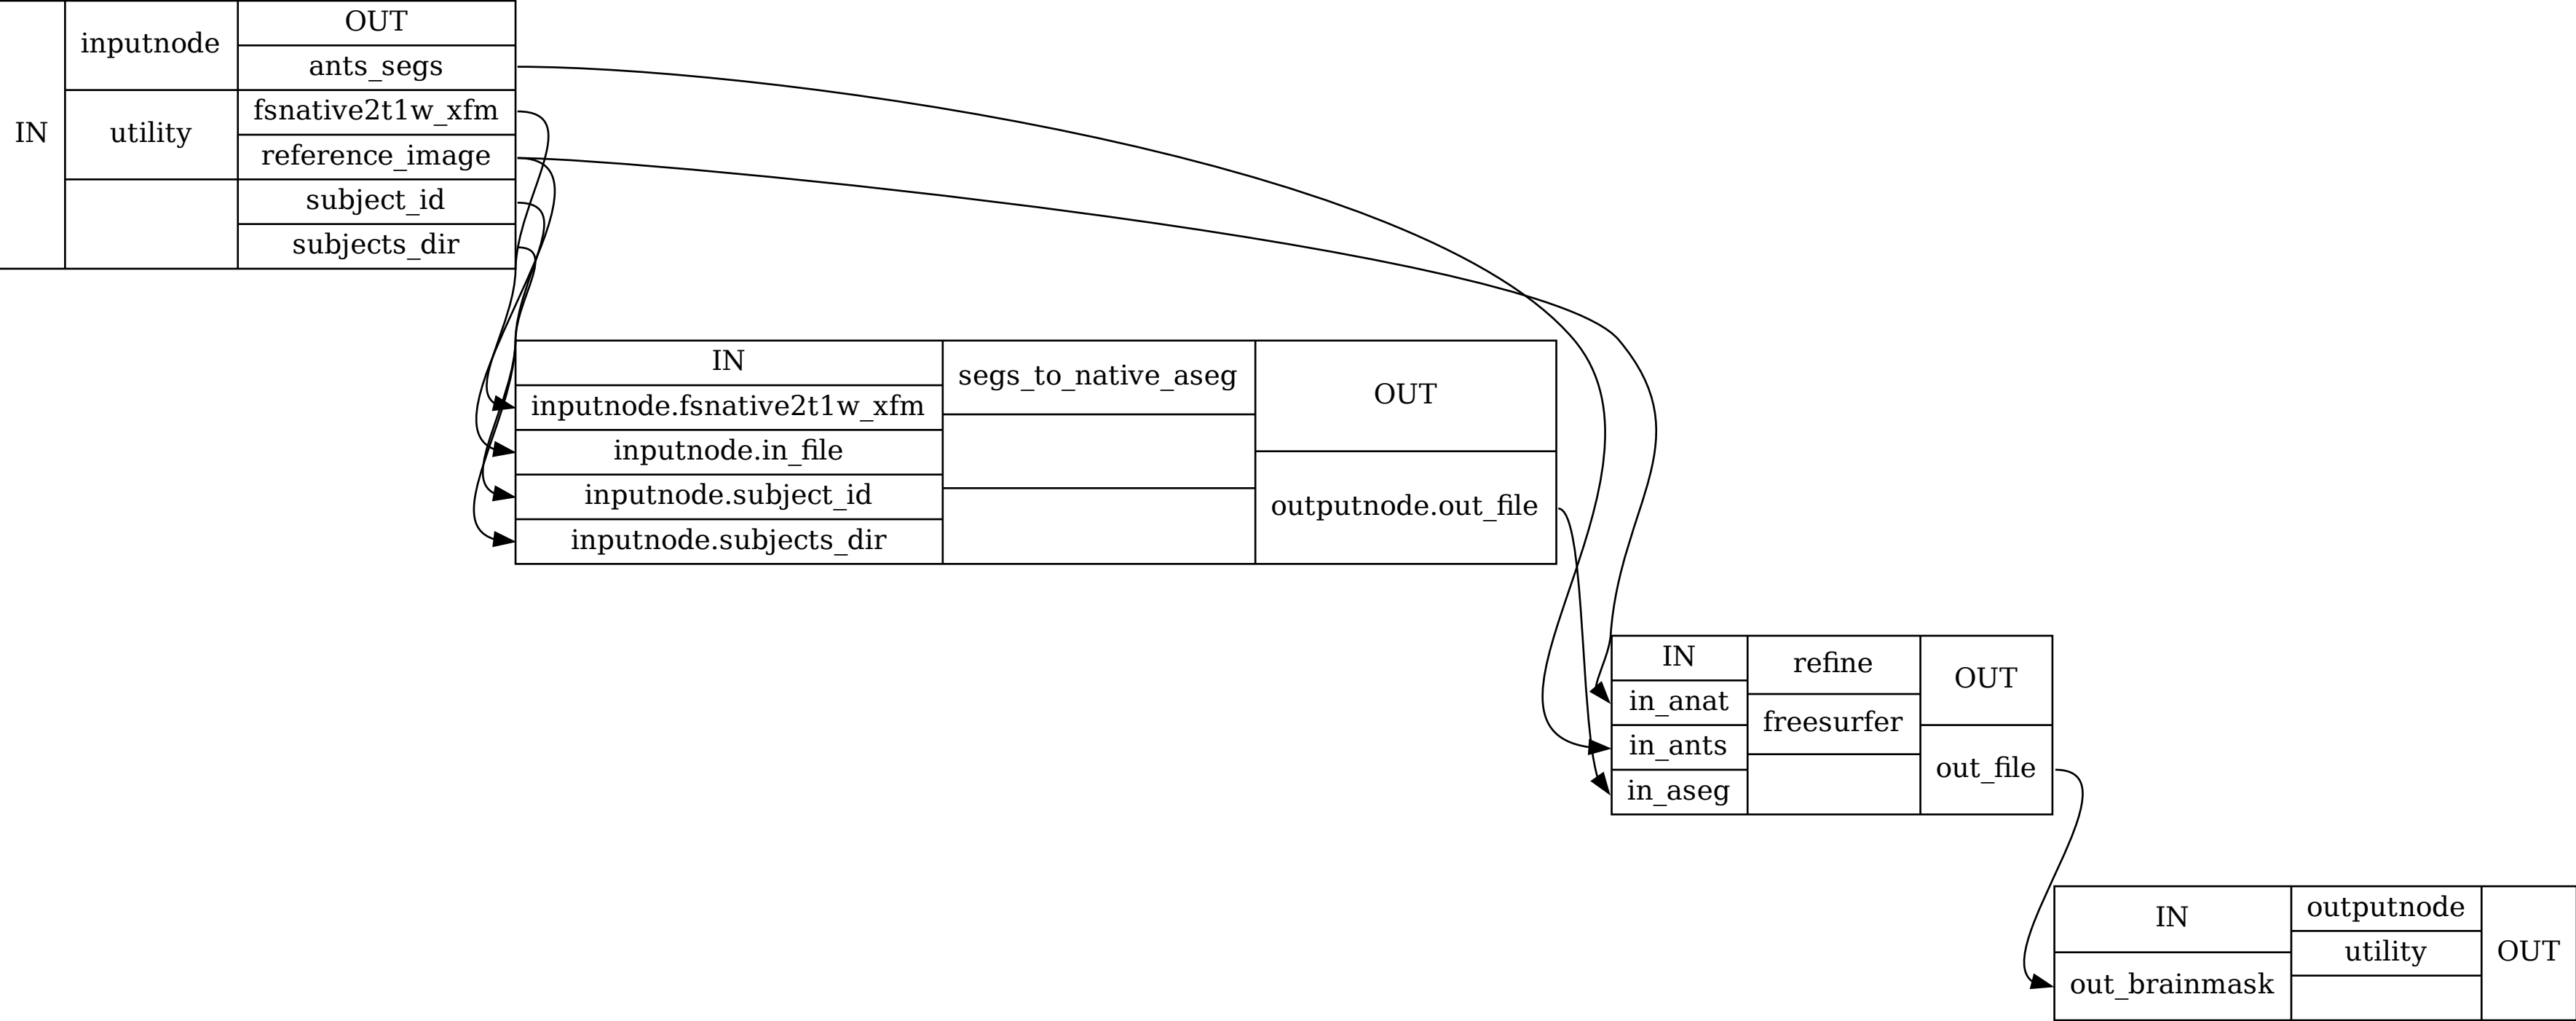 IN
inputnode
utility
OUT
ants_segs
fsnative2t1w_xfm
reference_image
subject_id
subjects_dir
IN
inputnode.fsnative2t1w_xfm
inputnode.in_file
inputnode.subject_id
inputnode.subjects_dir
segs_to_native_aseg
OUT
outputnode.out_file
IN
in_anat
in_ants
in_aseg
refine
freesurfer
OUT
out_file
IN
out_brainmask
outputnode
utility
OUT